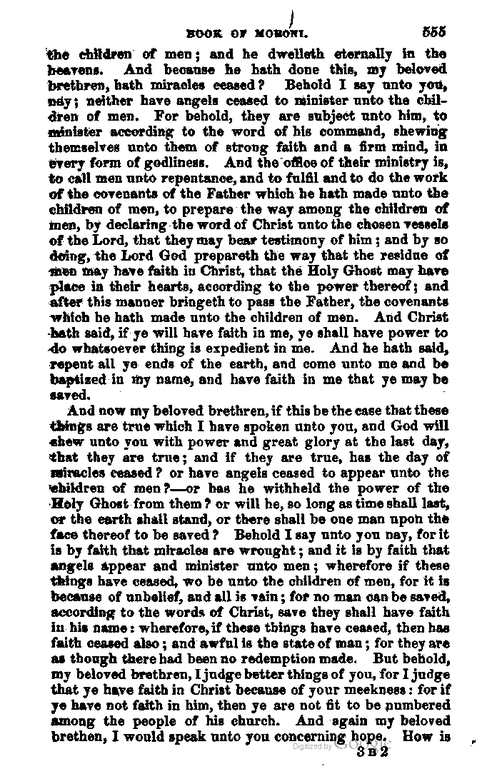 BOOK OF MORONI. 555
the children of men; and he dwelleth eternally in the
heavens. And because he hath done this, my beloved
brethren, hath miracles ceased? Behold I say unto you,
nay; neither have angels ceased to minister unto the chil-
dren of men. For behold, they are subject unto him, to
minister according to the word of his command, shewing
themselves unto them of strong faith and a firm mind, in
every form of godliness. And the office of their ministry is,
to call men unto repentance, and to fulfil and to do the work
of the covenants of the Father which he hath made unto the
children of men, to prepare the way among the children of
men, by declaring the word of Christ unto the chosen vessels
of the Lord, that they may bear testimony of him; and by so
doing, the Lord God prepareth the way that the residue of
men may have faith in Christ, that the Holy Ghost may have
place in their hearts, according to the power thereof; and
after this manner bringeth to pass the Father, the covenants
which he hath made unto the children of men. And Christ
hath said, if ye will have faith in me, ye shall have power to
do whatsoever thing is expedient in me. And he hath said,
repent all ye ends of the earth, and come unto me and be
baptized in my name, and have faith in me that ye may be
saved.
And now my beloved brethren, if this be the case that these
things are true which I have spoken unto you, and God will
shew unto you with power and great glory at the last day,
that they are true; and if they are true, has the day of
miracles ceased? or have angels ceased to appear unto the
children of men?—or has he withheld the power of the
Holy Ghost from them? or will he, so long as time shall last,
or the earth shall stand, or there shall be one man upon the
face thereof to be saved? Behold I say unto you nay, for it
is by faith that miracles are wrought; and it is by faith that
angels appear and minister unto men; wherefore if these
things have ceased, wo be unto the children of men, for it is
because of unbelief, and all is vain; for no man can be saved,
according to the words of Christ, save they shall have faith
in his name: wherefore, if these things have ceased, then has
faith ceased also; and awful is the state of man; for they are
as though there had been no redemption made. But behold,
my beloved brethren, I judge better things of you, for I judge
that ye have faith in Christ because of your meekness: for if
ye have not faith in him, then ye are not fit to be numbered
among the people of his church. And again my beloved
brethen, I would speak unto you concerning hope. How is
Digitized by Google
3 B 2